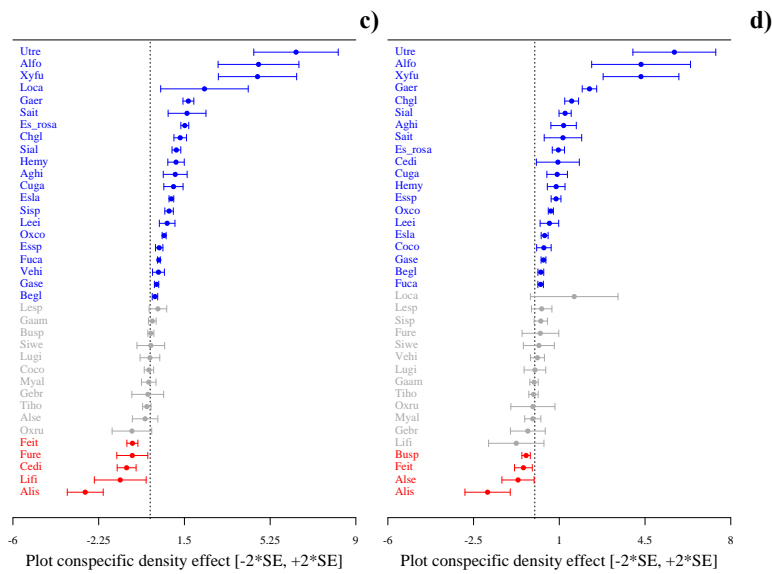 c)
Utre
Alfo
Xyfu
Loca
Gaer
Sait
Es_rosa
Chgl
Sial
Hemy
Aghi
Cuga
Esla
Sisp
Leei
Oxco
Essp
Fuca
Vehi
Gase
Begl
Lesp
Gaam
Busp
Siwe
Lugi
Coco
Myal
Gebr
Tiho
Alse
Oxru
Feit
Fure
Cedi
Lifi
Alis
-6 -2.25 1.5 5.25 9
Plot conspecific density effect [-2*SE, +2*SE]
d)
Utre
Alfo
Xyfu
Gaer
Chgl
Sial
Aghi
Sait
Es_rosa
Cedi
Cuga
Hemy
Essp
Oxco
Leei
Esla
Coco
Gase
Begl
Fuca
Loca
Lesp
Sisp
Fure
Siwe
Vehi
Lugi
Gaam
Tiho
Oxru
Myal
Gebr
Lifi
Busp
Feit
Alse
Alis
-6 1 4.5 8
Plot conspecific density effect [-2*SE, +2*SE]